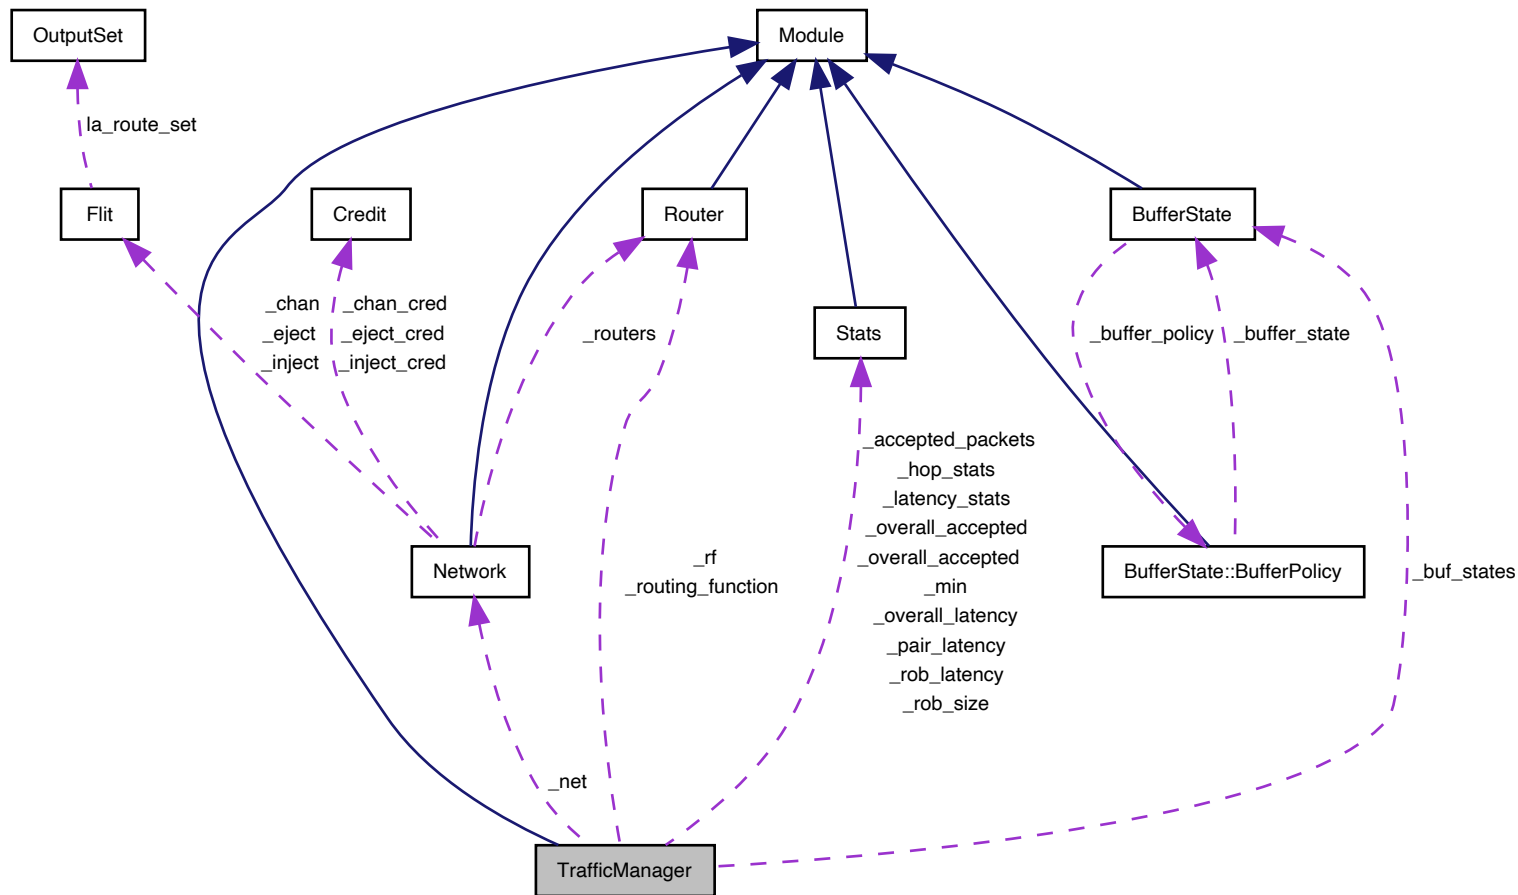 OutputSet
Module
la_route_set
Flit
Credit
Router
BufferState
_chan
_eject
_inject
_chan_cred
_eject_cred
_inject_cred
_routers
Stats
_buffer_policy
_buffer_state
_accepted_packets
_hop_stats
_latency_stats
_overall_accepted
_overall_accepted
_min
_overall_latency
_pair_latency
_rob_latency
_rob_size
Network
_rf
_routing_function
BufferState::BufferPolicy
_buf_states
_net
TrafficManager